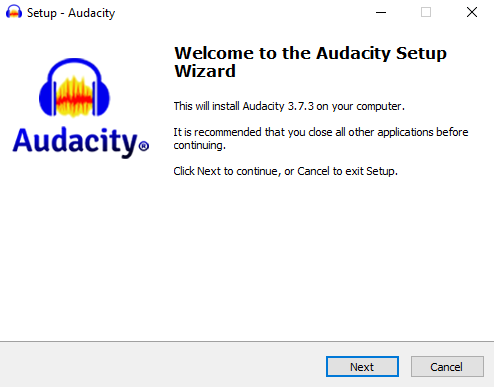 Setup - Audacity
Welcome to the Audacity Setup
Wizard
This will install Audacity 3.7.3 on your computer.
It is recommended that you close all other applications before
continuing.
Click Next to continue, or Cancel to exit Setup.
Audacity®
Next
Cancel